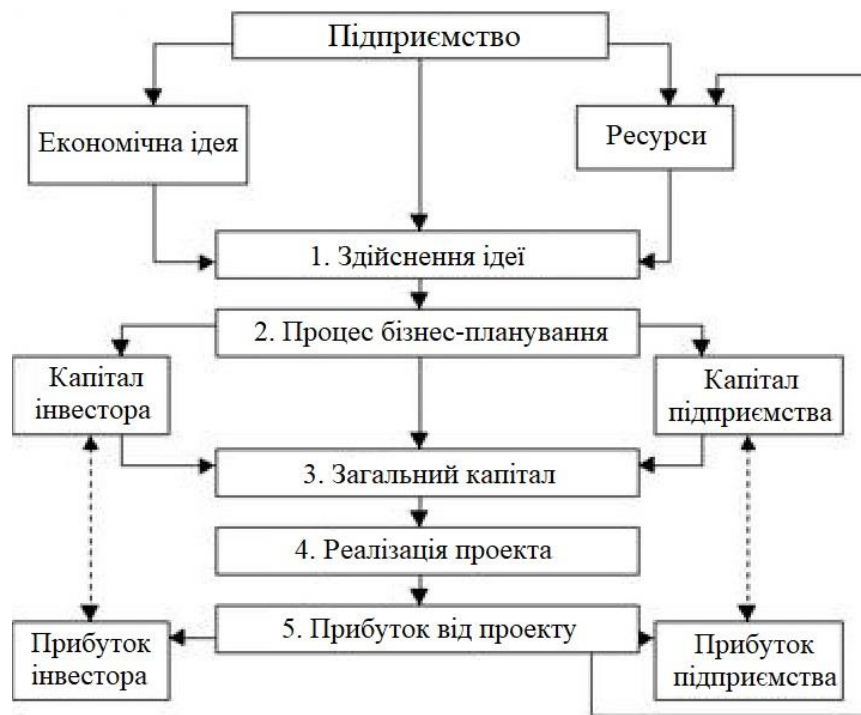 Підприємство
Економічна ідея
Ресурси
1. Здійснення ідеї
2. Процес бізнес-планування
Капітал
інвестора
Капітал
підприємства
3. Загальний капітал
4. Реалізація проекта
5. Прибуток від проекту
Прибуток
інвестора
Прибуток
підприємства